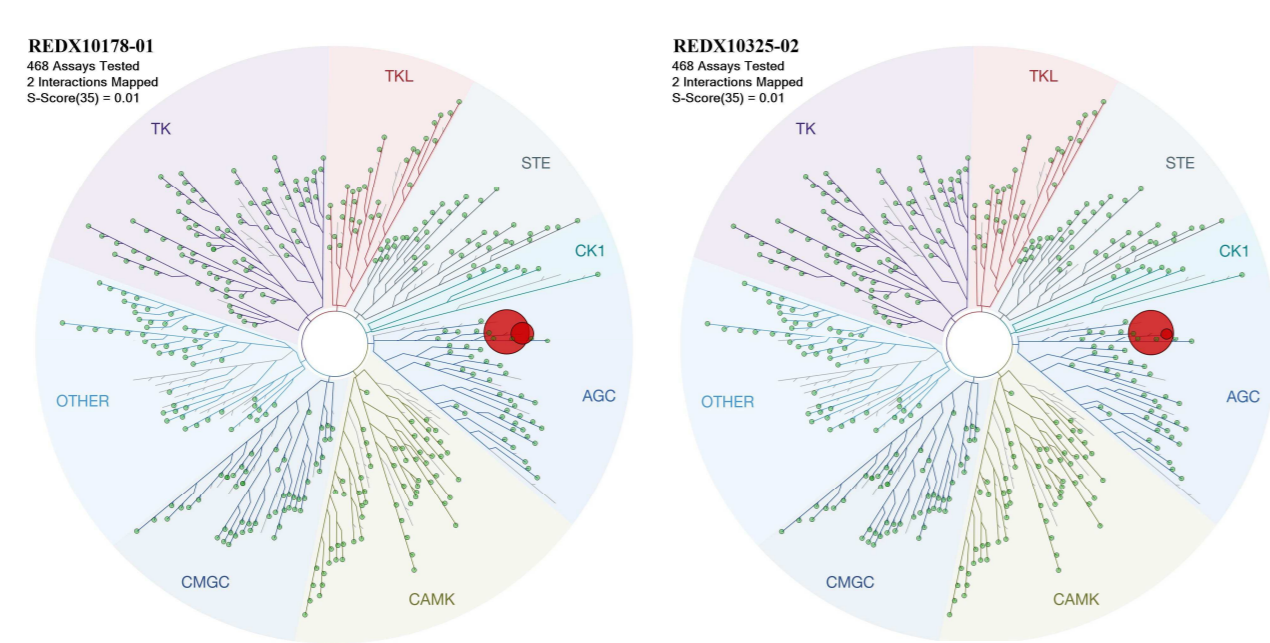 REDX10178-01
468 Assays Tested
2 Interactions Mapped
S-Score(35) = 0.01
TKL
TK
STE
CK1
AGC
OTHER
CMGC
CAMK
REDX10325-02
468 Assays Tested
2 Interactions Mapped
S-Score(35) = 0.01
TKL
TK
STE
CK1
AGC
OTHER
CMGC
CAMK